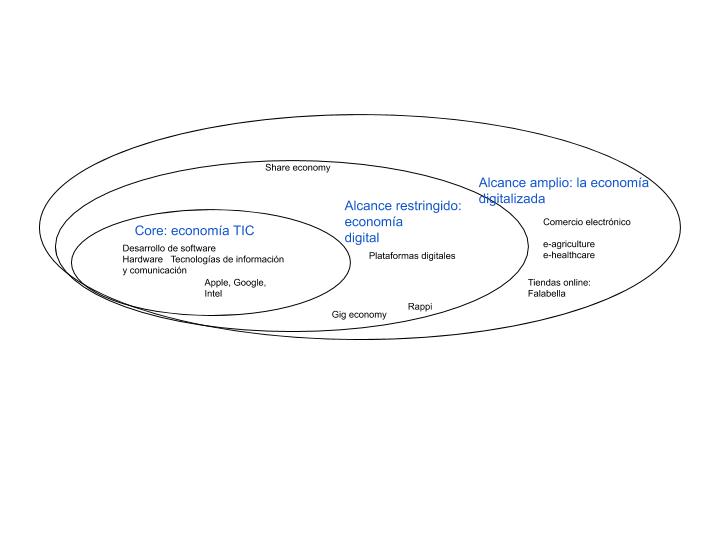 Share economy
Alcance amplio: la economía
digitalizada
Alcance restringido:
economía
digital
Comercio electrónico
Core: economía TIC
Desarrollo de software
Hardware   Tecnologías de información
y comunicación
Plataformas digitales
e-agriculture
e-healthcare
Apple, Google,
Intel
Tiendas online:
Falabella
Rappi
Gig economy